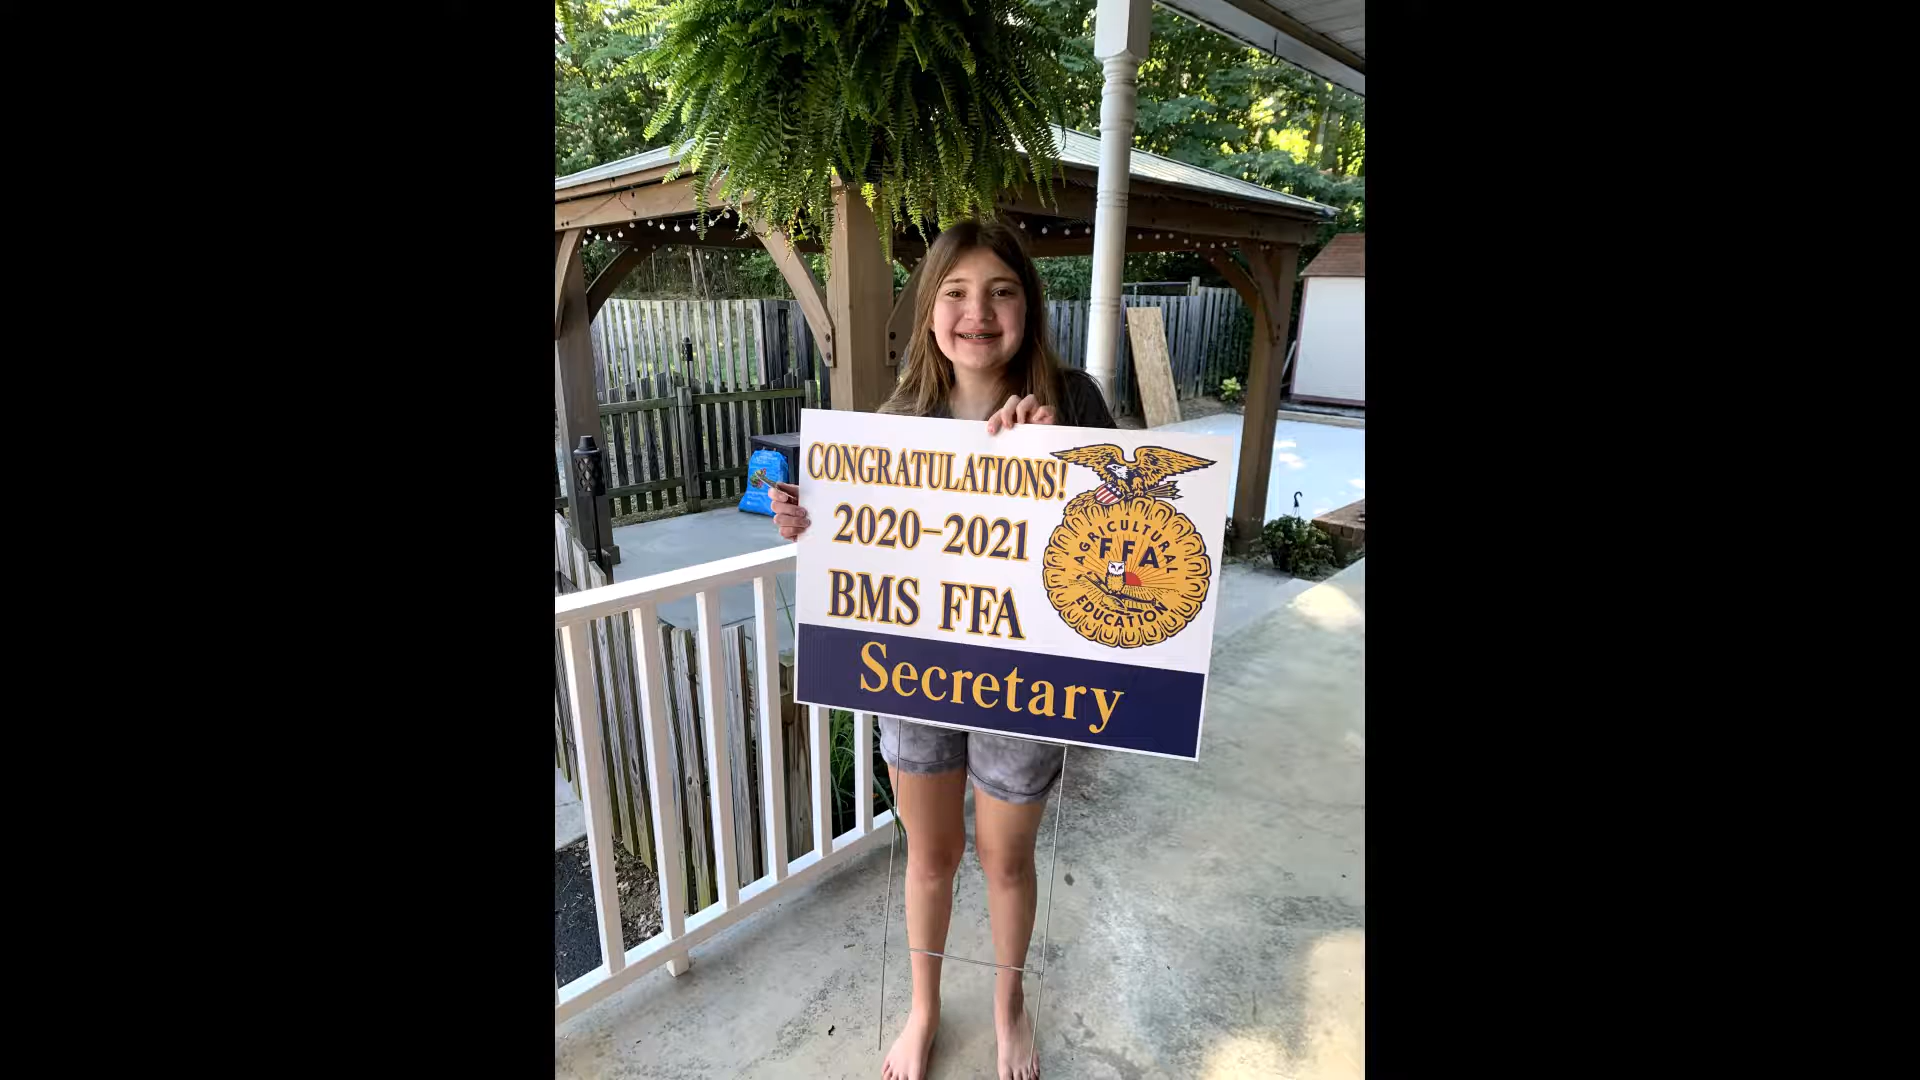 CONGRATULATIONS!
2020-2021
BMS FFA
Secretary
AGRICULTURAL
FFA
EDUCATION